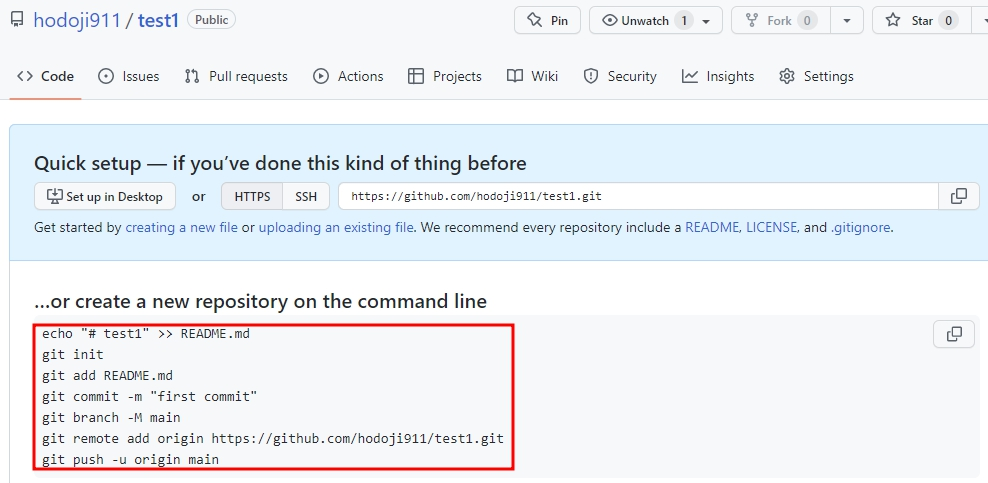 hodoji911 / test1 Public Pin Unwatch 1 Fork 0 Star 0
Code Issues Pull requests Actions Projects Wiki Security Insights Settings
Quick setup — if you’ve done this kind of thing before
Set up in Desktop or HTTPS SSH https://github.com/hodoji911/test1.git
Get started by creating a new file or uploading an existing file. We recommend every repository include a README, LICENSE, and .gitignore.
…or create a new repository on the command line
echo "# test1" >> README.md
git init
git add README.md
git commit -m "first commit"
git branch -M main
git remote add origin https://github.com/hodoji911/test1.git
git push -u origin main